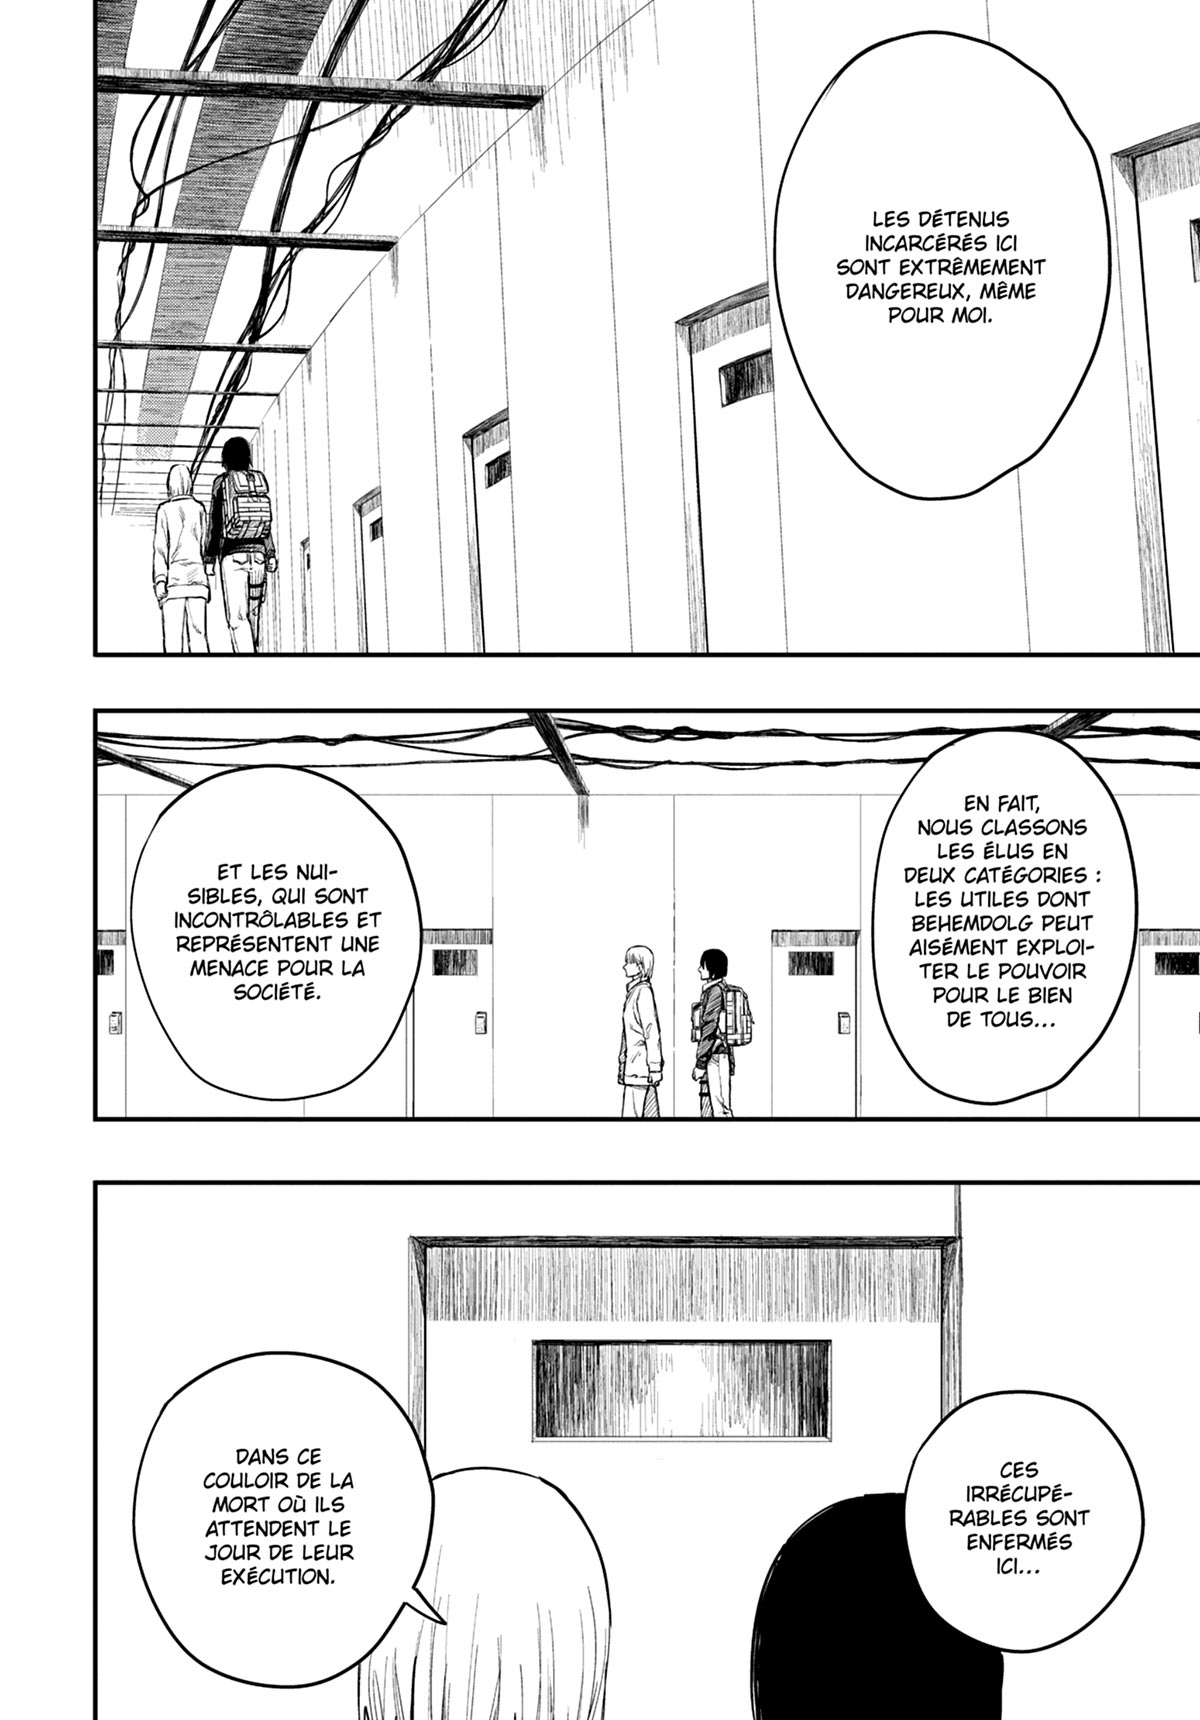 LES DÉTENUS
INCARCÉRÉS ICI
SONT EXTRÊMEMENT
DANGEREUX, MÊME
POUR MOI.
EN FAIT,
NOUS CLASSONS
LES ÉLUS EN
DEUX CATÉGORIES :
LES UTILES DONT
BEHEMDOLG PEUT
AISÉMENT EXPLOI-
TER LE POUVOIR
POUR LE BIEN
DE TOUS...
ET LES NUI-
SIBLES, QUI SONT
INCONTRÔLABLES ET
REPRÉSENTENT UNE
MENACE POUR LA
SOCIÉTÉ.
CES
IRRÉCUPÉ-
RABLES SONT
ENFERMÉS
ICI...
DANS CE
COULOIR DE LA
MORT OÙ ILS
ATTENDENT LE
JOUR DE LEUR
EXÉCUTION.